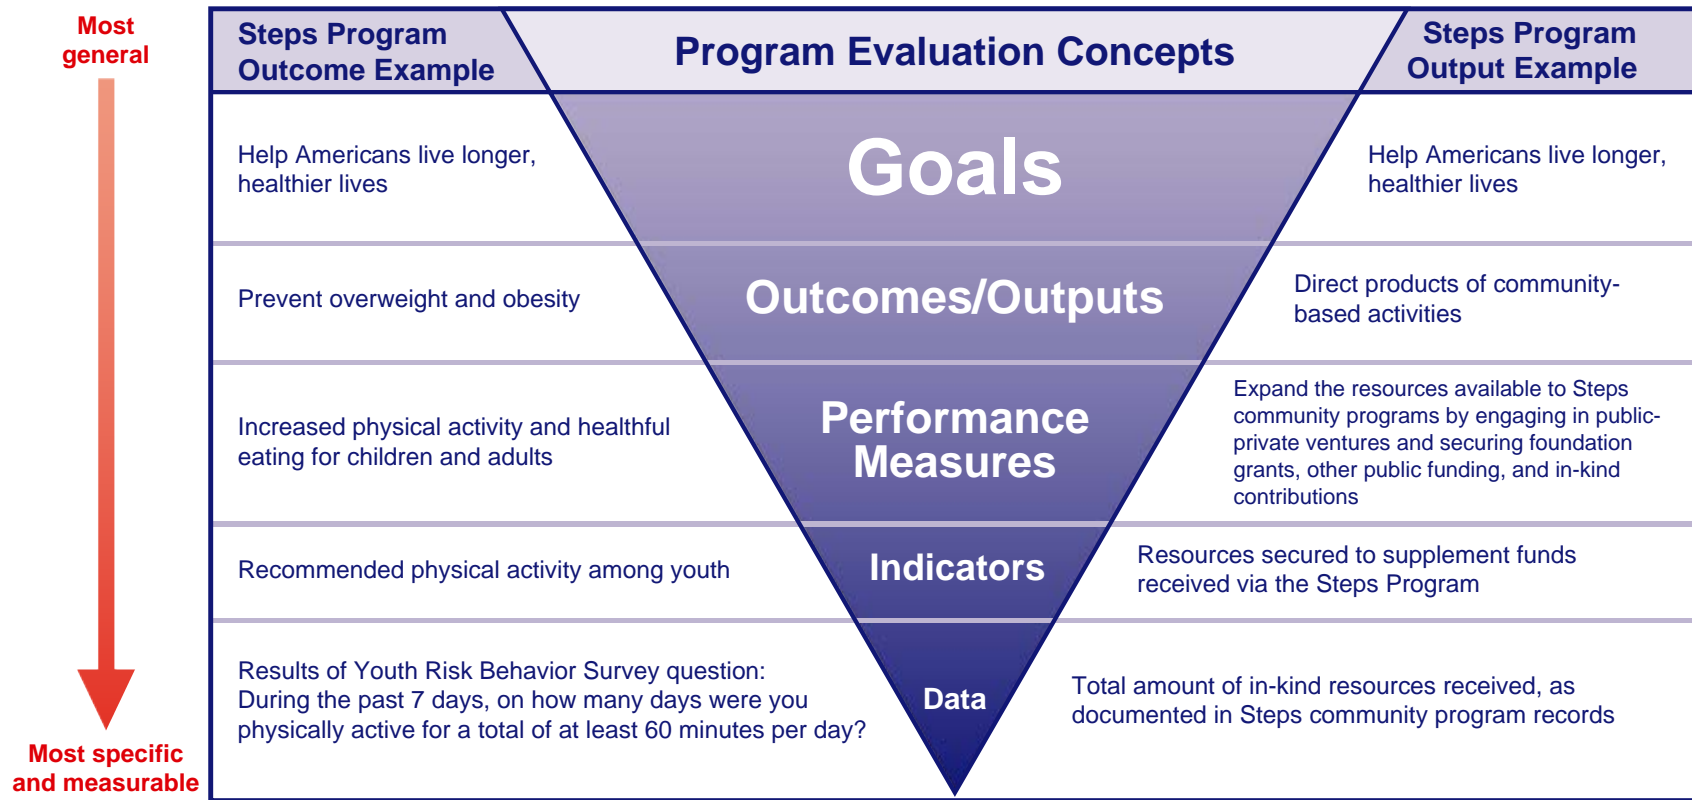 Most
general
Steps Program
Outcome Example
Program Evaluation Concepts
Steps Program
Output Example
Help Americans live longer,
healthier lives
Goals
Help Americans live longer,
healthier lives
Prevent overweight and obesity
Outcomes/Outputs
Direct products of community-
based activities
Increased physical activity and healthful
eating for children and adults
Performance
Measures
Expand the resources available to Steps
community programs by engaging in public-
private ventures and securing foundation
grants, other public funding, and in-kind
contributions
Recommended physical activity among youth
Indicators
Resources secured to supplement funds
received via the Steps Program
Results of Youth Risk Behavior Survey question:
During the past 7 days, on how many days were you
physically active for a total of at least 60 minutes per day?
Data
Total amount of in-kind resources received, as
documented in Steps community program records
Most specific
and measurable